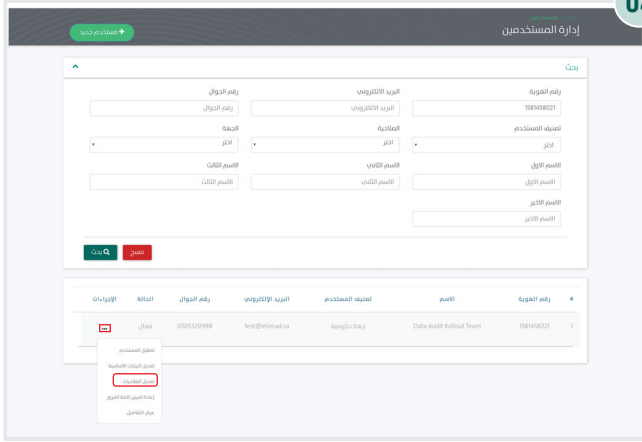 المستخدمين
إدارة المستخدمين
+ مستخدم جديد
بحث
رقم الهوية البريد الالكتروني رقم الجوال
1581458021 البريد الالكتروني رقم الجوال
تصنيف المستخدم الصلاحية الجهة
اختر اختر اختر
الاسم الاول الاسم الثاني الاسم الثالث
الاسم الاول الاسم الثاني الاسم الثالث
الاسم الاخير
الاسم الاخير
مسح بحث
# رقم الهوية الاسم تصنيف المستخدم البريد الإلكتروني رقم الجوال الحالة الإجراءات
1 1581458021 Data Audit Rollout Team جهة حكومية test@etimad.sa 0505329988 فعال ...
تعطيل المستخدم
تعديل البيانات الأساسية
تعديل الصلاحيات
إعادة تعيين كلمة المرور
عرض التفاصيل